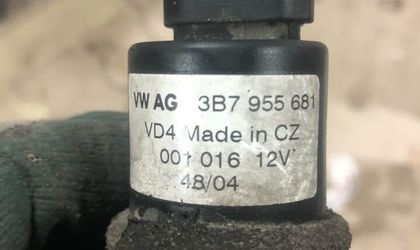 VW AG 3B7 955 681
VD4 Made in CZ
001 016 12V
48/04